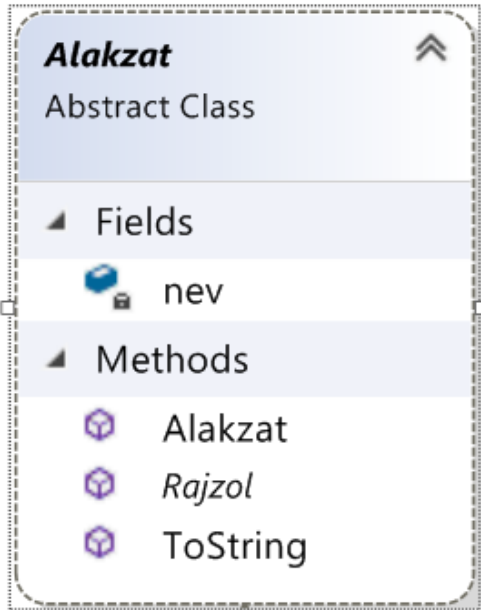 Alakzat
Abstract Class
Fields
nev
Methods
Alakzat
Rajzol
ToString